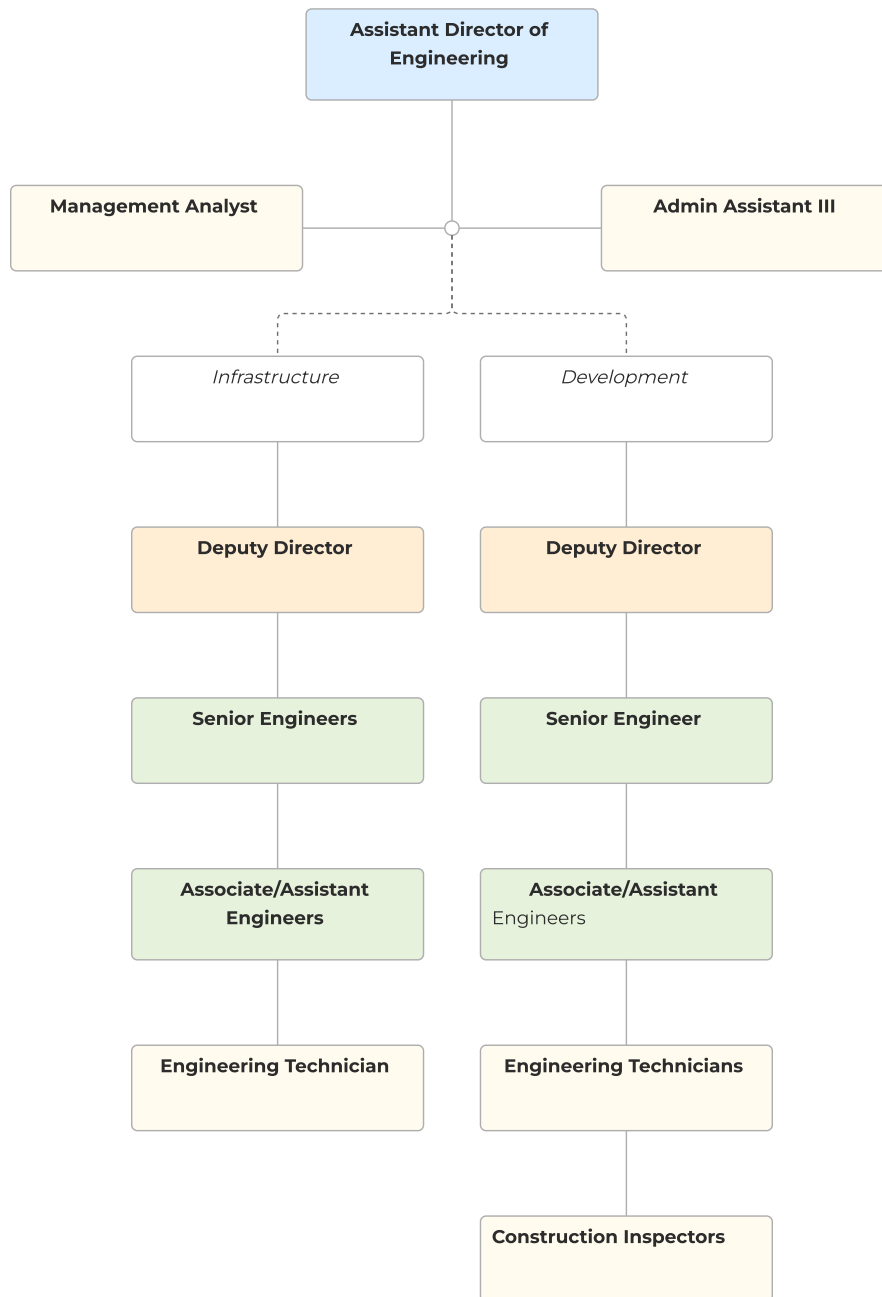 Assistant Director of
Engineering
Management Analyst
Admin Assistant III
Infrastructure
Development
Deputy Director
Deputy Director
Senior Engineers
Senior Engineer
Associate/Assistant
Engineers
Associate/Assistant
Engineers
Engineering Technician
Engineering Technicians
Construction Inspectors